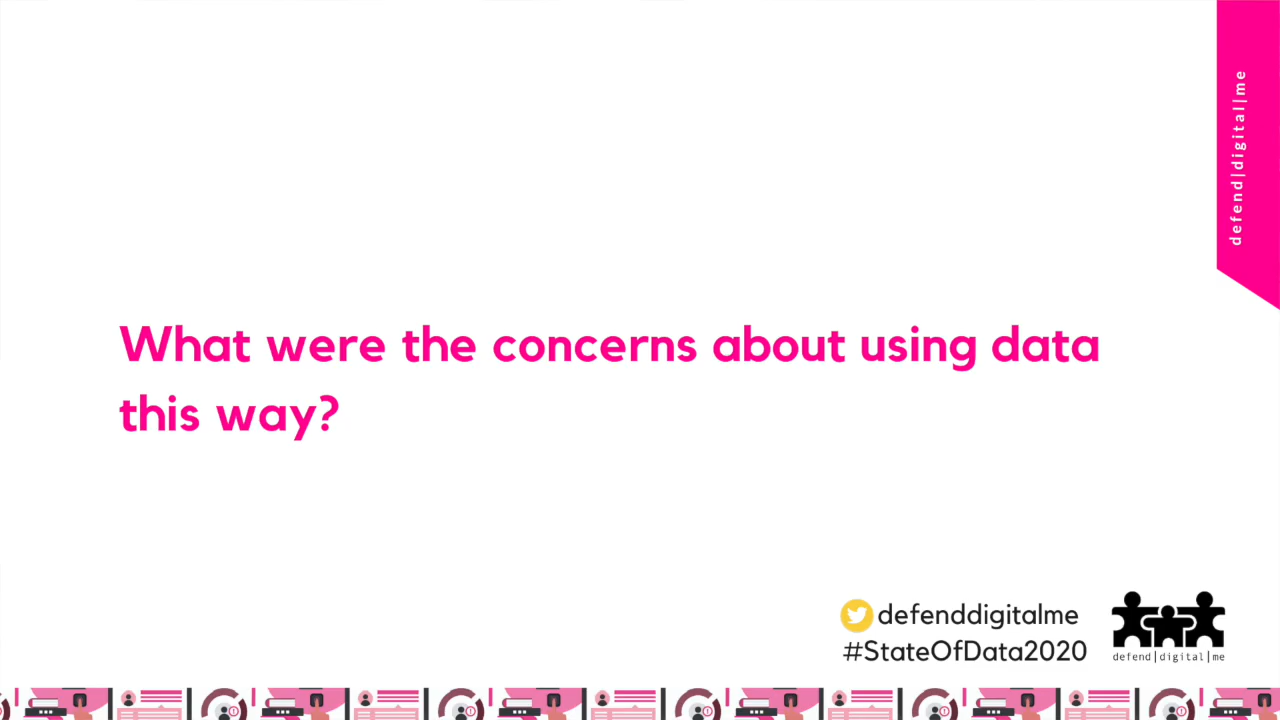 defend|digital|me
What were the concerns about using data
this way?
defenddigitalme
#StateOfData2020
defend|digital|me